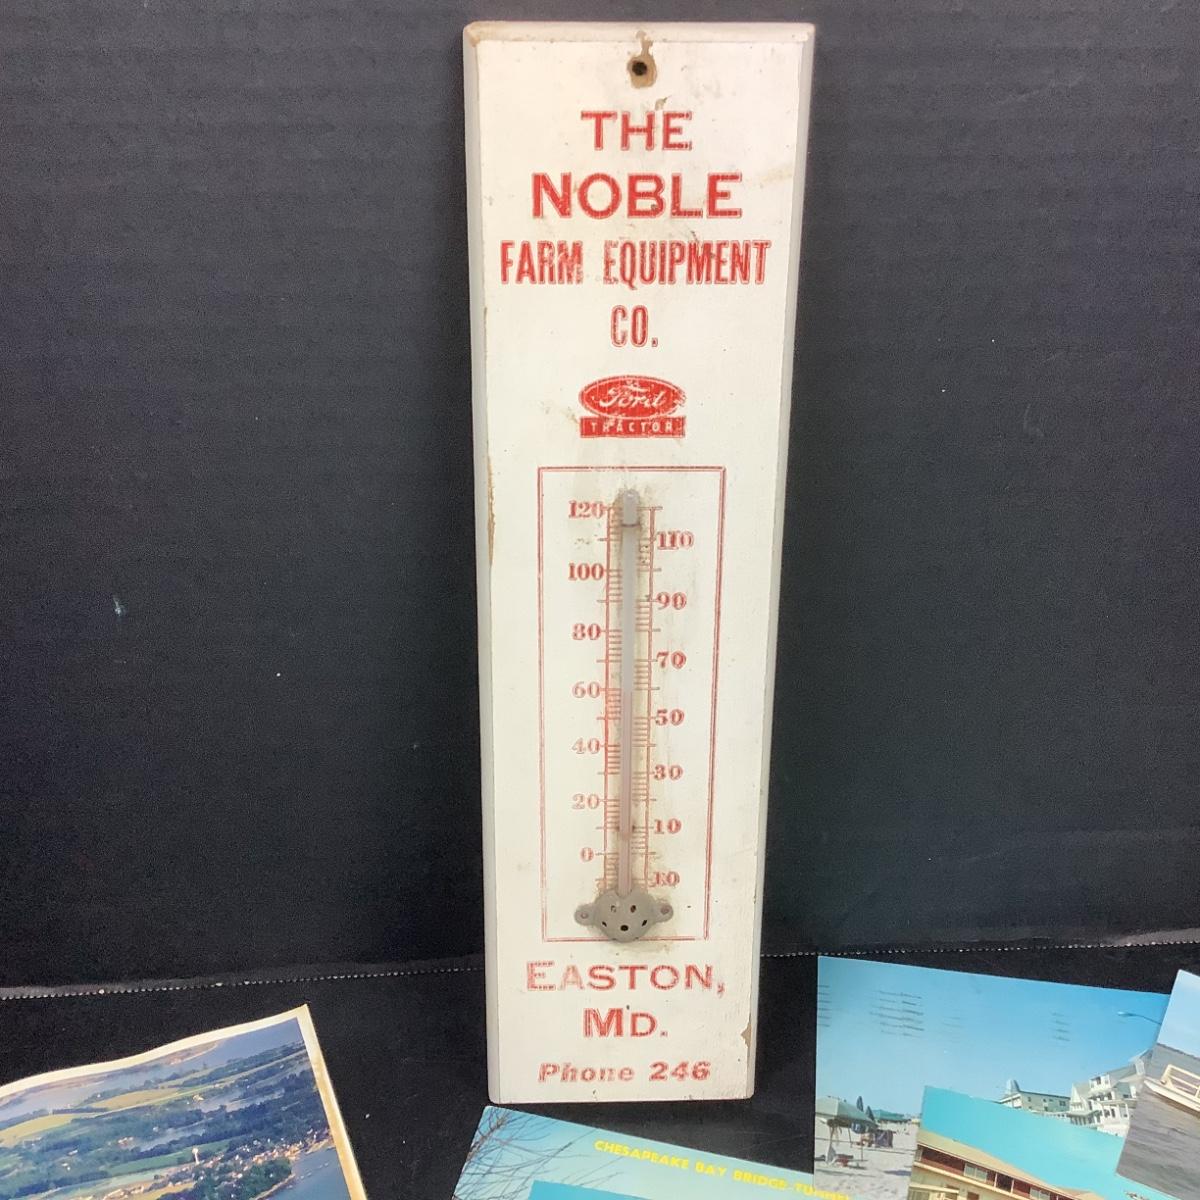 THE
NOBLE
FARM EQUIPMENT
CO.
Ford
TRACTOR
120
110
100
90
80
70
60
50
40
30
20
10
0
10
EASTON,
MD.
Phone 246
CHESAPEAKE BAY BRIDGE-TUNNEL